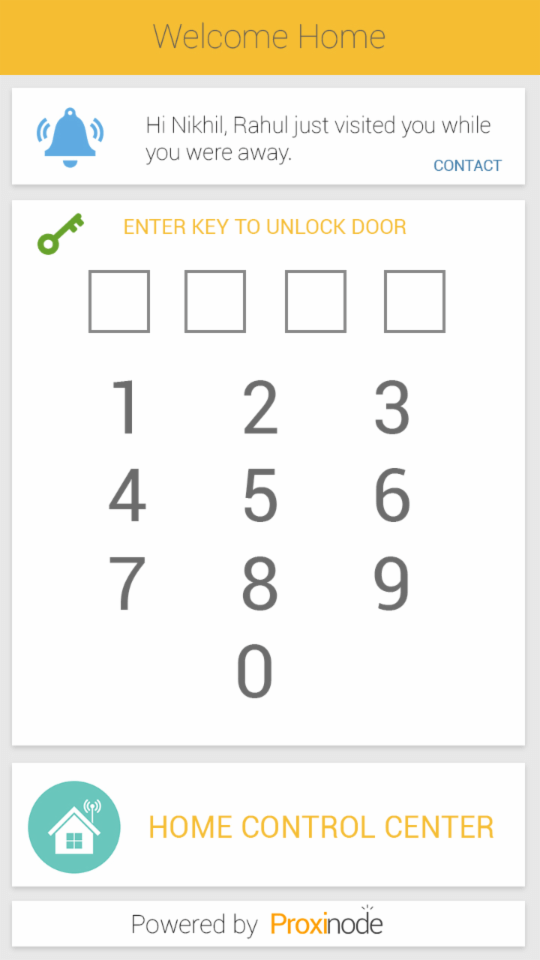 Welcome Home
Hi Nikhil, Rahul just visited you while
you were away.
CONTACT
ENTER KEY TO UNLOCK DOOR
1 2 3
4 5 6
7 8 9
0
HOME CONTROL CENTER
Powered by Proxinode